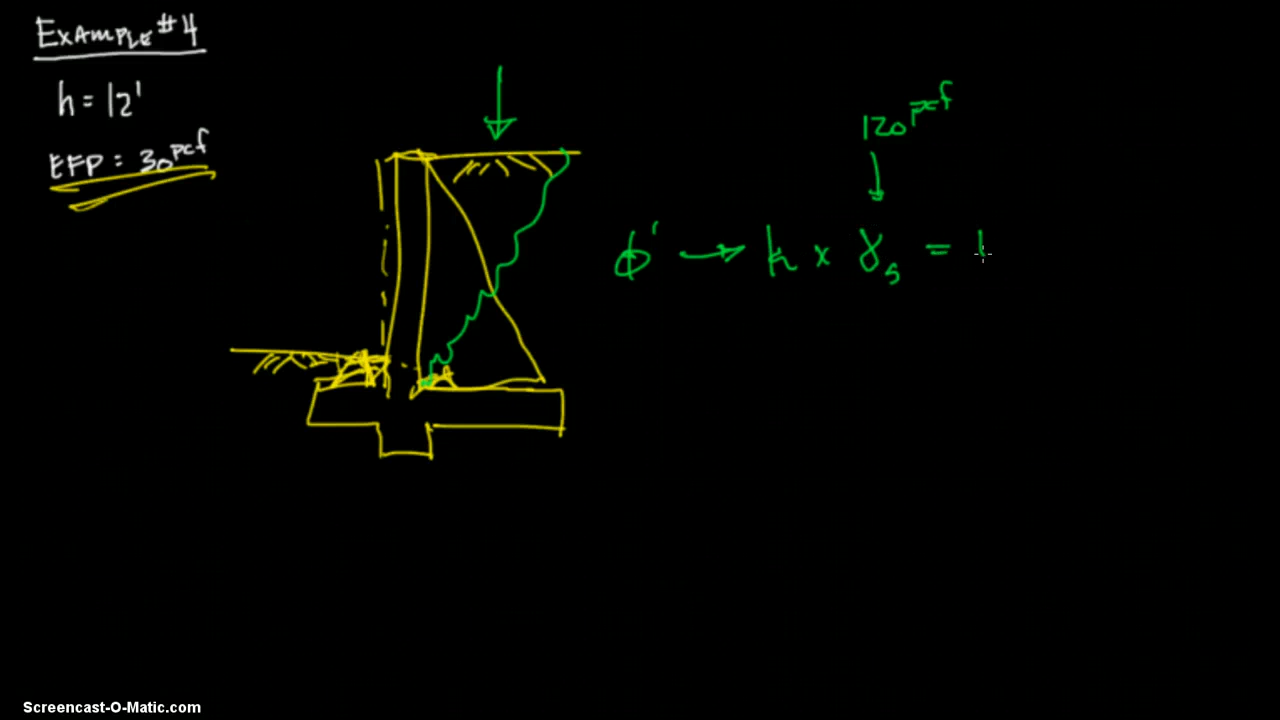 EXAMPLE #4
h = 12'
EFP = 30 pcf
120 pcf
ϕ' → k × γs =
Screencast-O-Matic.com